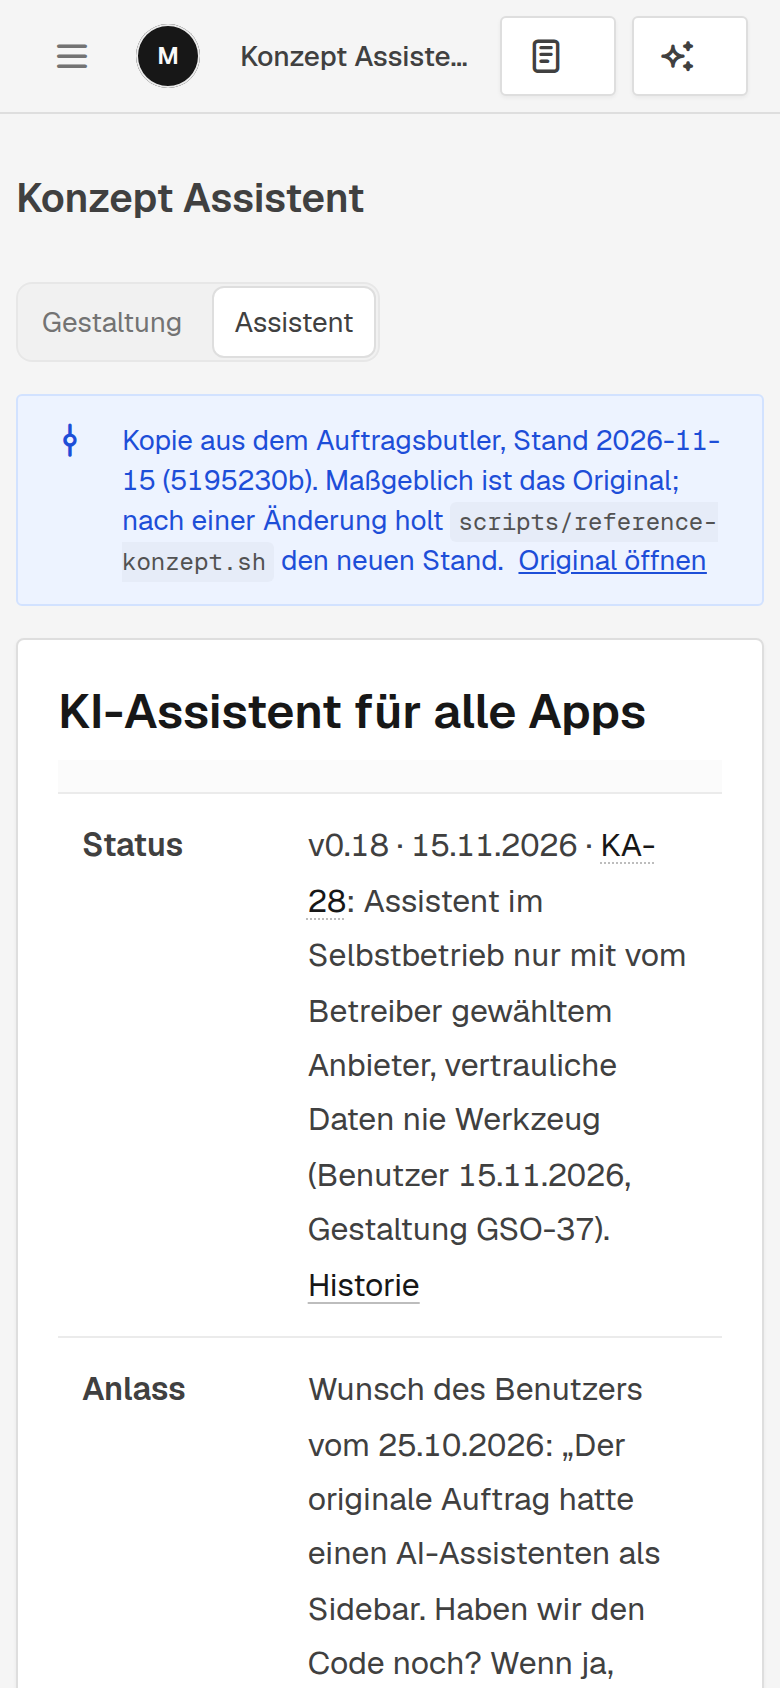 M
Konzept Assiste...
Konzept Assistent
Gestaltung
Assistent
Kopie aus dem Auftragsbutler, Stand 2026-11-
15 (5195230b). Maßgeblich ist das Original;
nach einer Änderung holt scripts/reference-
konzept.sh den neuen Stand. Original öffnen
KI-Assistent für alle Apps
Status
v0.18 · 15.11.2026 · KA-
28: Assistent im
Selbstbetrieb nur mit vom
Betreiber gewähltem
Anbieter, vertrauliche
Daten nie Werkzeug
(Benutzer 15.11.2026,
Gestaltung GSO-37).
Historie
Anlass
Wunsch des Benutzers
vom 25.10.2026: „Der
originale Auftrag hatte
einen AI-Assistenten als
Sidebar. Haben wir den
Code noch? Wenn ja,